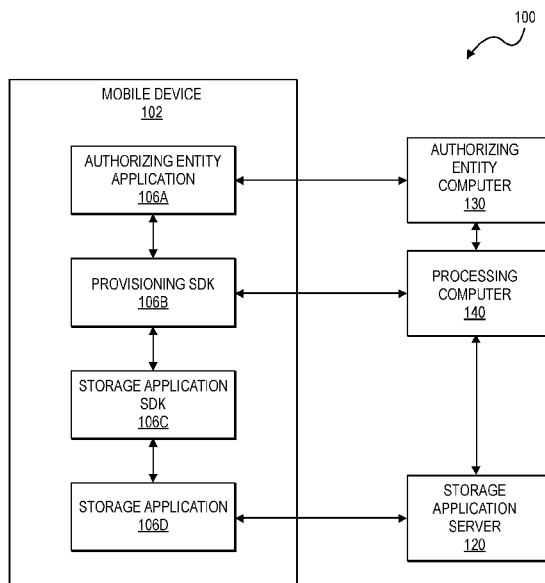 100
MOBILE DEVICE
102
AUTHORIZING ENTITY
APPLICATION
106A
AUTHORIZING
ENTITY
COMPUTER
130
PROVISIONING SDK
106B
PROCESSING
COMPUTER
140
STORAGE APPLICATION
SDK
106C
STORAGE APPLICATION
106D
STORAGE
APPLICATION
SERVER
120